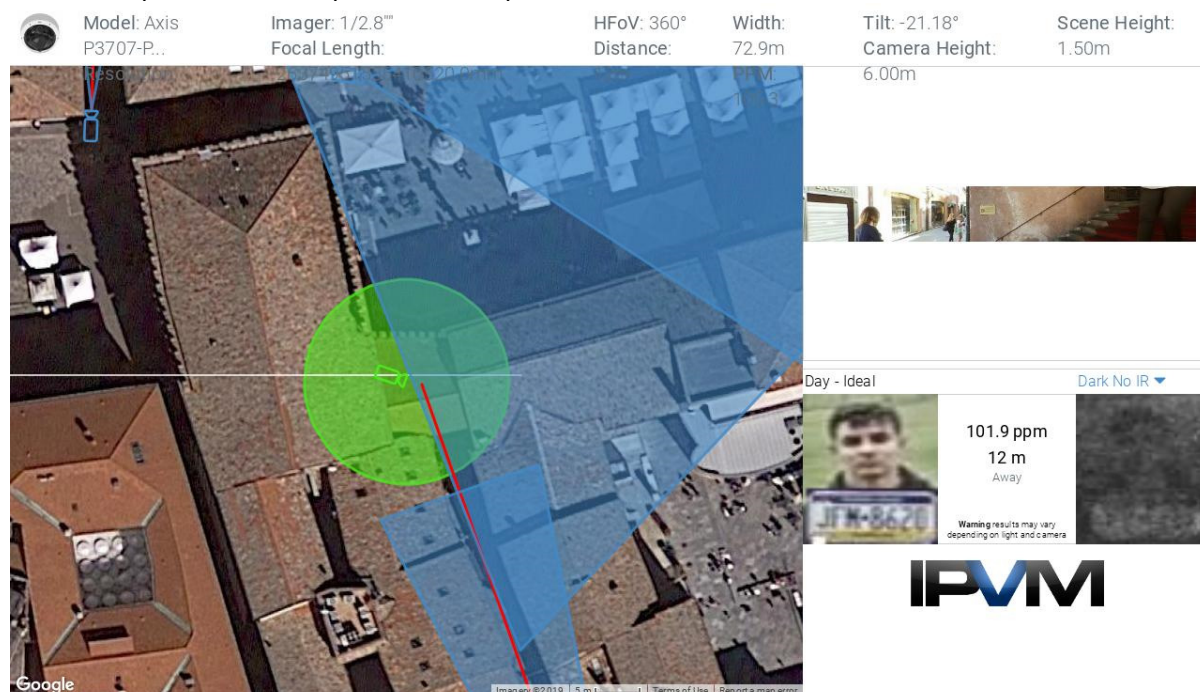 Model: Axis P3707-P...
Imager: 1/2.8""
Focal Length:
HFoV: 360°
Distance:
Width: 72.9m
PPM:
Tilt: -21.18°
Camera Height: 6.00m
Scene Height: 1.50m
Resolution
Day - Ideal
Dark No IR
101.9 ppm
12 m
Away
Warning results may vary
depending on light and camera
JFW-8620
IPVM
Google
Imagery ©2019
5 m
Terms of Use
Report a map error